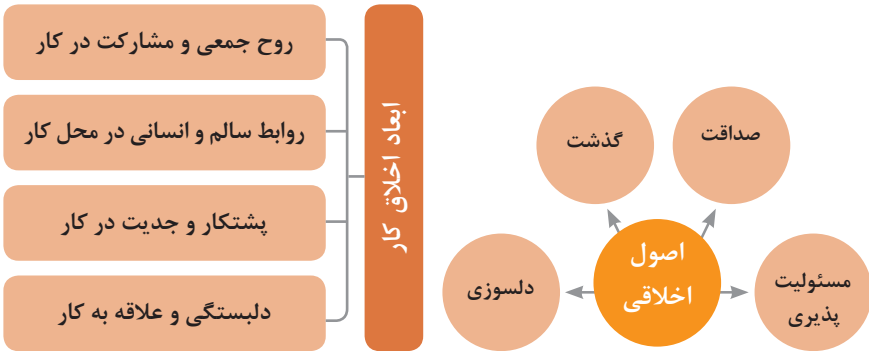 صداقت
گذشت
اصول
اخلاقی
مسئولیت
پذیری
دلسوزی
ابعاد اخلاق کار
روح جمعی و مشارکت در کار
روابط سالم و انسانی در محل کار
پشتکار و جدیت در کار
دلبستگی و علاقه به کار